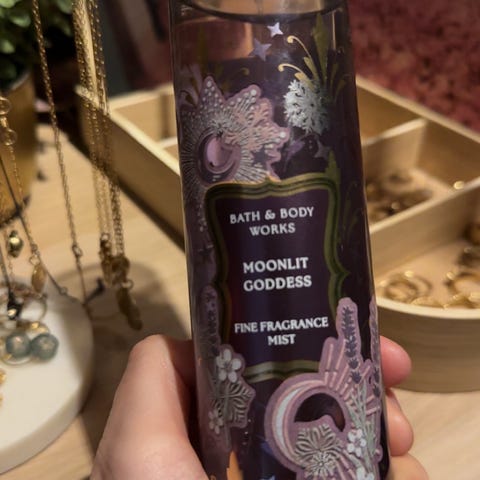 BATH & BODY
WORKS
MOONLIT
GODDESS
FINE FRAGRANCE
MIST